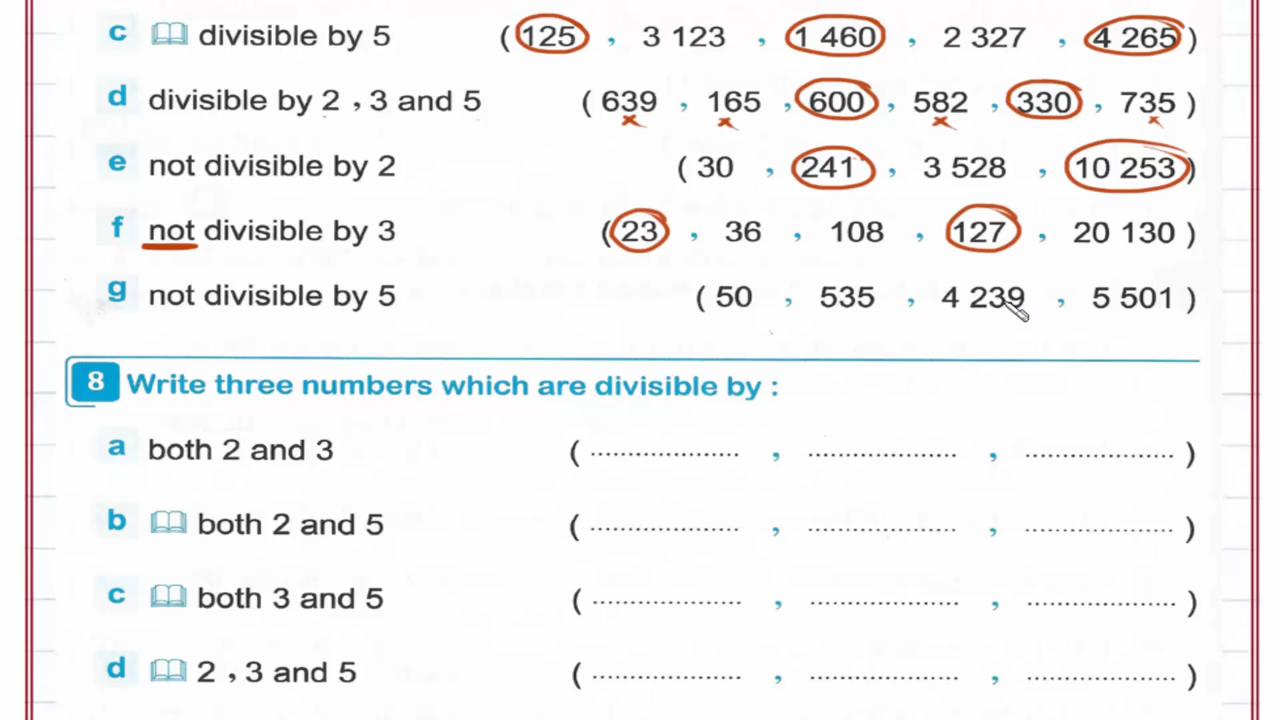 c divisible by 5 ( 125 , 3 123 , 1 460 , 2 327 , 4 265 )
d divisible by 2 , 3 and 5 ( 639 , 165 , 600 , 582 , 330 , 735 )
e not divisible by 2 ( 30 , 241 , 3 528 , 10 253 )
f not divisible by 3 ( 23 , 36 , 108 , 127 , 20 130 )
g not divisible by 5 ( 50 , 535 , 4 239 , 5 501 )
8 Write three numbers which are divisible by :
a both 2 and 3 ( .................... , .................... , .................... )
b both 2 and 5 ( .................... , .................... , .................... )
c both 3 and 5 ( .................... , .................... , .................... )
d 2 , 3 and 5 ( .................... , .................... , .................... )